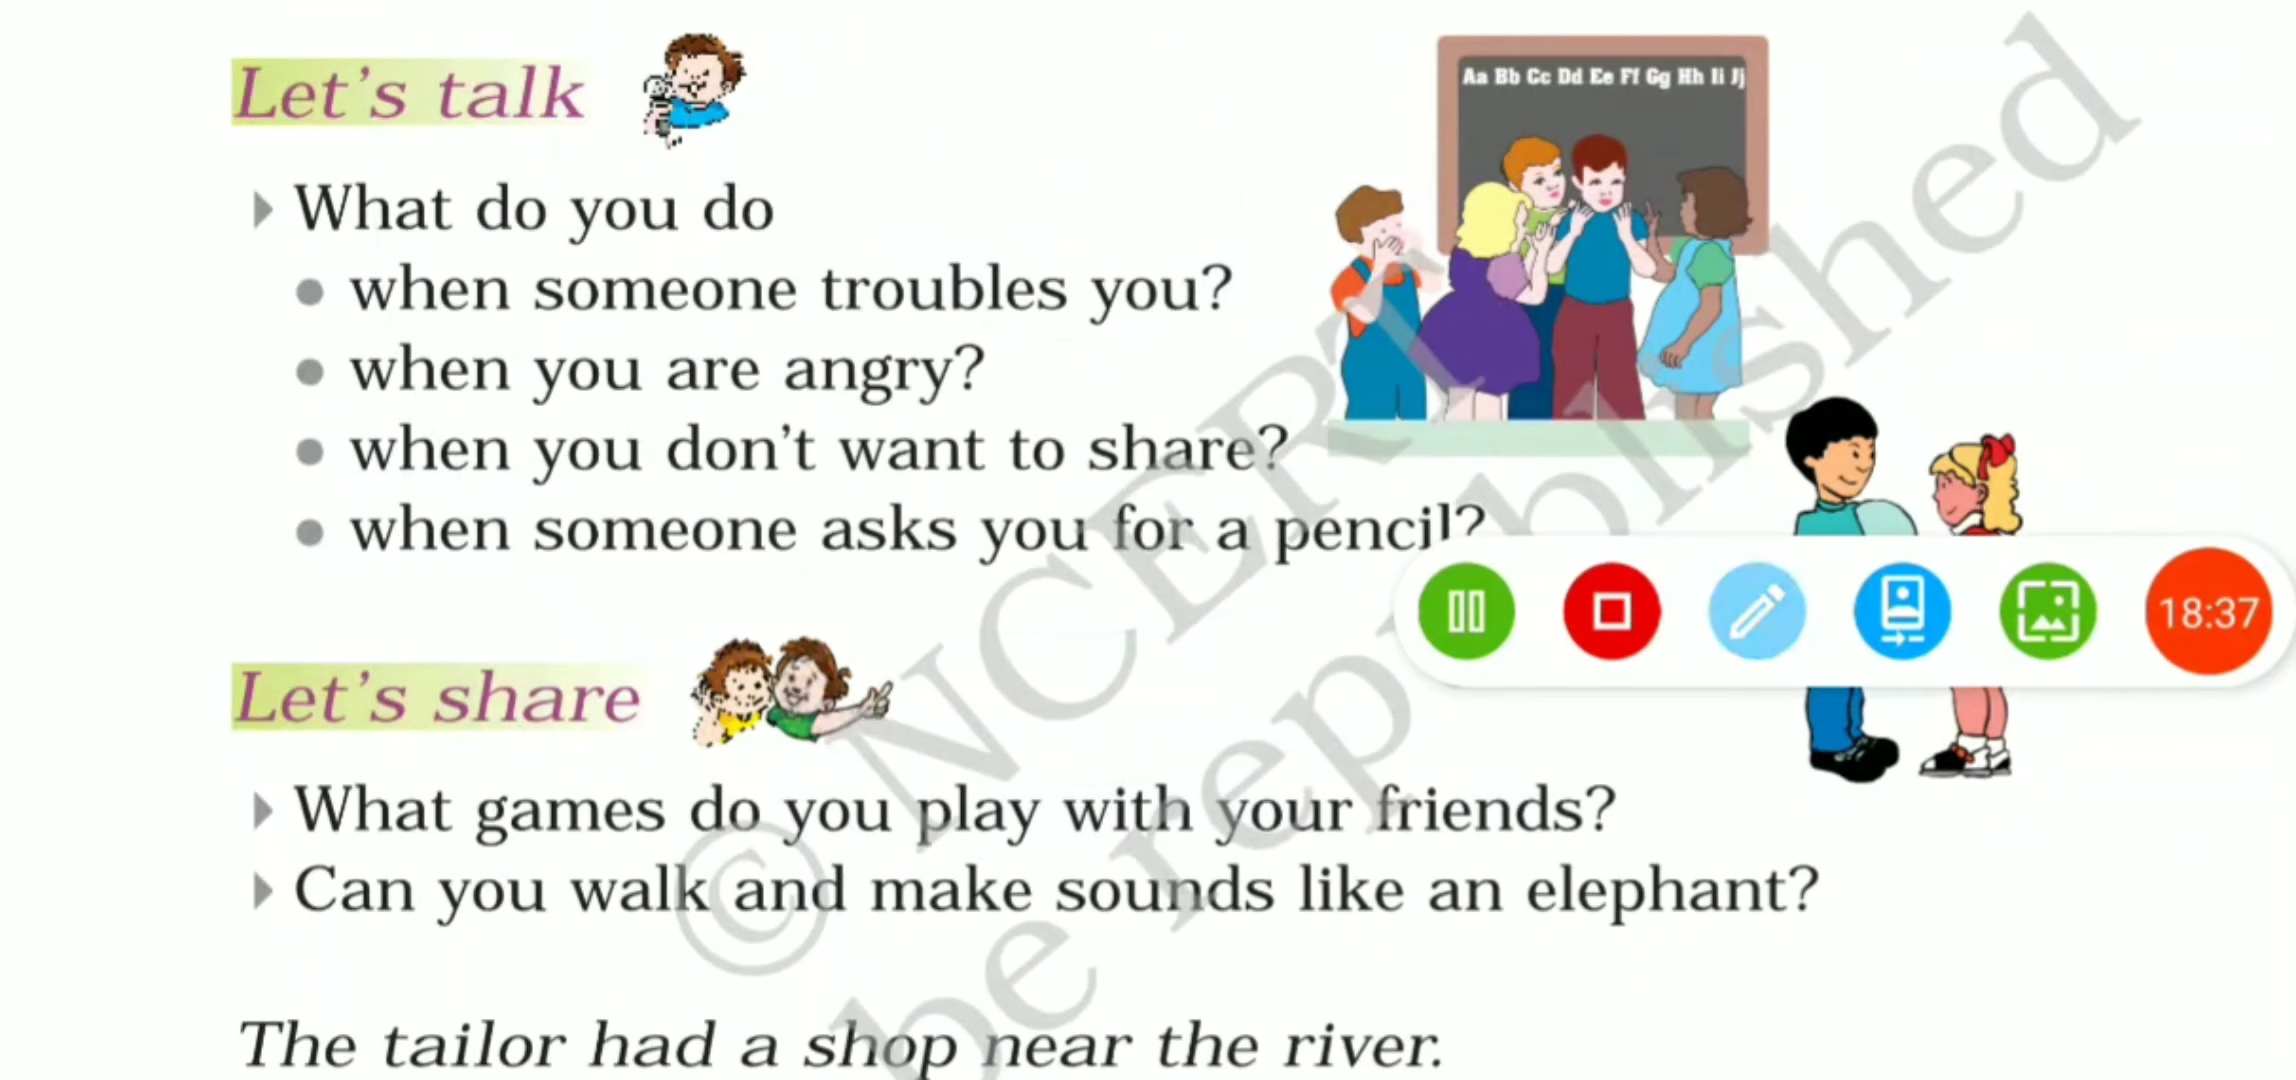 Let's talk
Aa Bb Cc Dd Ee Ff Gg Hh Ii Jj
What do you do
when someone troubles you?
when you are angry?
when you don't want to share?
when someone asks you for a pencil?
18:37
Let's share
What games do you play with your friends?
Can you walk and make sounds like an elephant?
The tailor had a shop near the river.
© NCERT
be republished